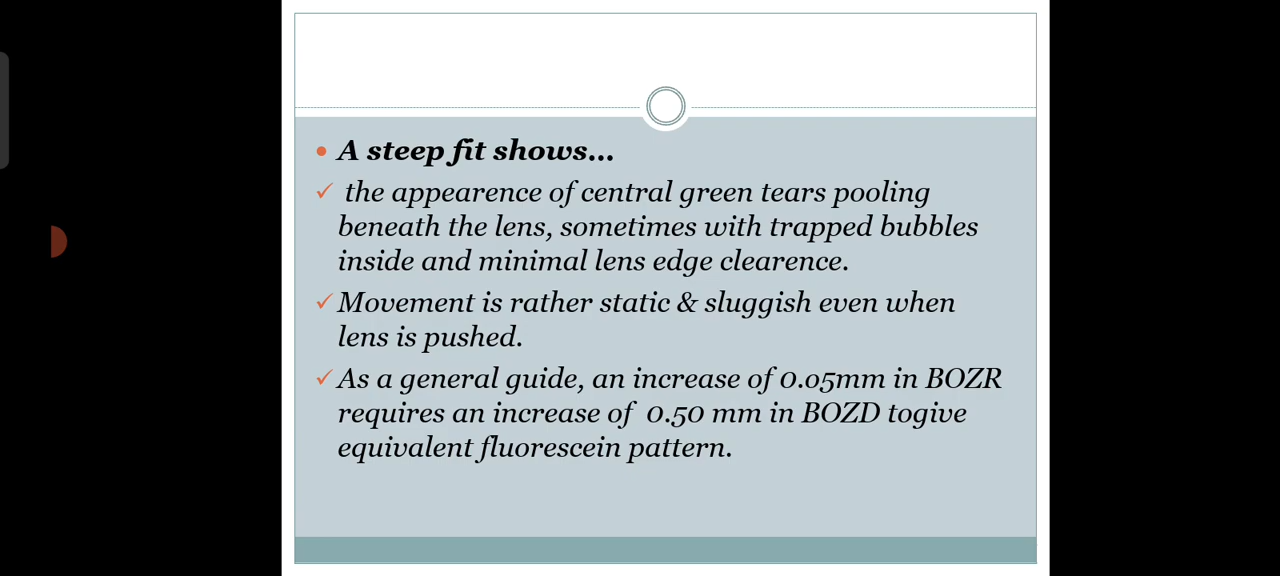 A steep fit shows...
the appearence of central green tears pooling
beneath the lens, sometimes with trapped bubbles
inside and minimal lens edge clearence.
Movement is rather static & sluggish even when
lens is pushed.
As a general guide, an increase of 0.05mm in BOZR
requires an increase of 0.50 mm in BOZD togive
equivalent fluorescein pattern.